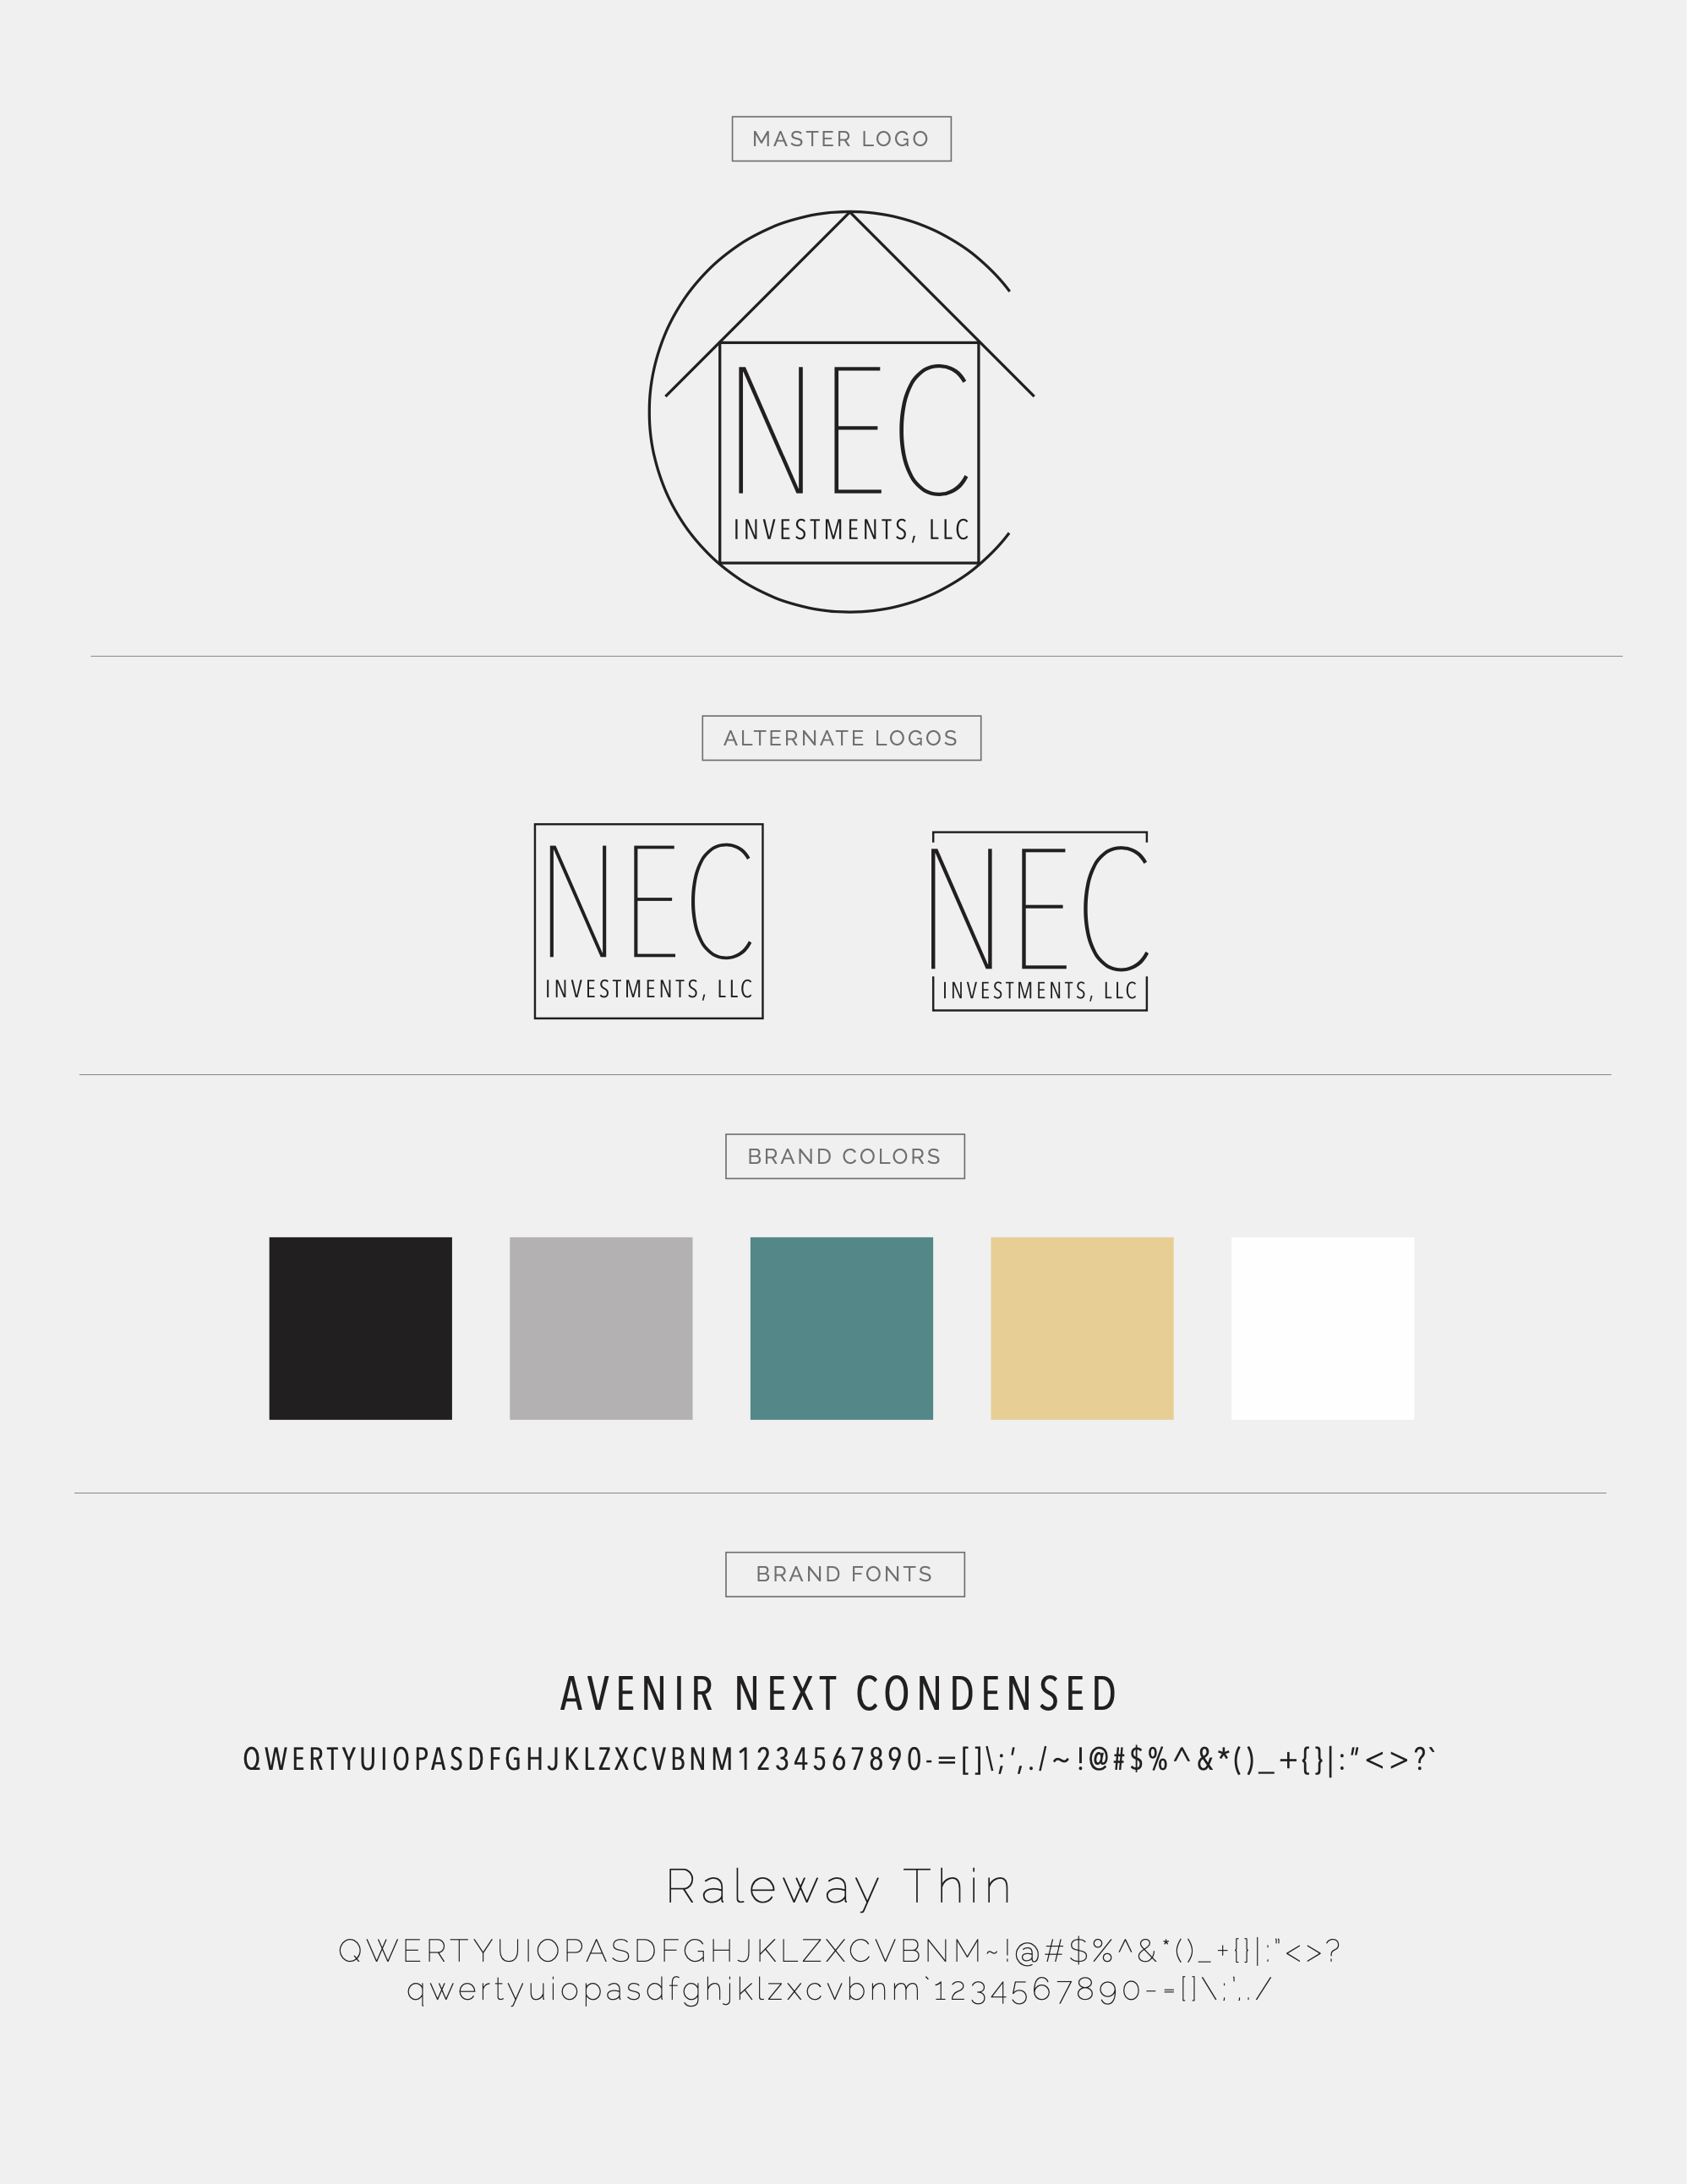 MASTER LOGO
NEC
INVESTMENTS, LLC
ALTERNATE LOGOS
NEC
INVESTMENTS, LLC
NEC
INVESTMENTS, LLC
BRAND COLORS
BRAND FONTS
AVENIR NEXT CONDENSED
QWERTYUIOPASDFGHJKLZXCVBNM1234567890-=[]\;',./~!@#$%^&*()_+{}|:"<>?`
Raleway Thin
QWERTYUIOPASDFGHJKLZXCVBNM~!@#$%^&*()_+{}|:"<>?
qwertyuiopasdfghjklzxcvbnm`1234567890-=[]\;',./